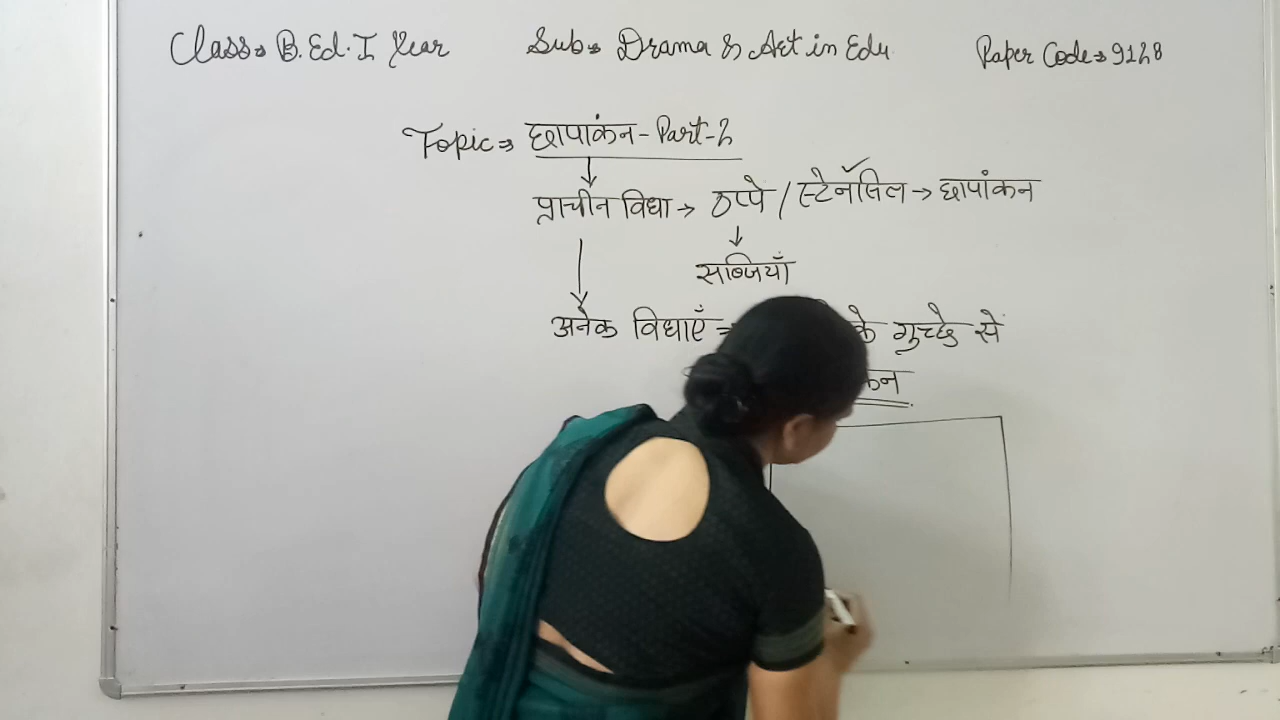 Class⇒ B.Ed. I Year Sub⇒ Drama & Art in Edu. Paper Code⇒ 9128
Topic⇒ छापांकन - Part-2
प्राचीन विधा → ठप्पे / स्टेनॅसिल → छापांकन
सब्जियाँ
अनेक विधाएँ = के गुच्छे से
कन